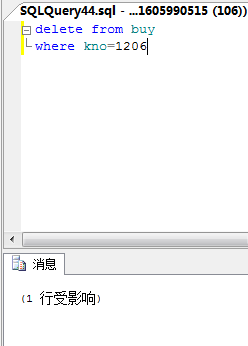 SQLQuery44.sql - ...1605990515 (106))
delete from buy
where kno=1206
消息
(1 行受影响)